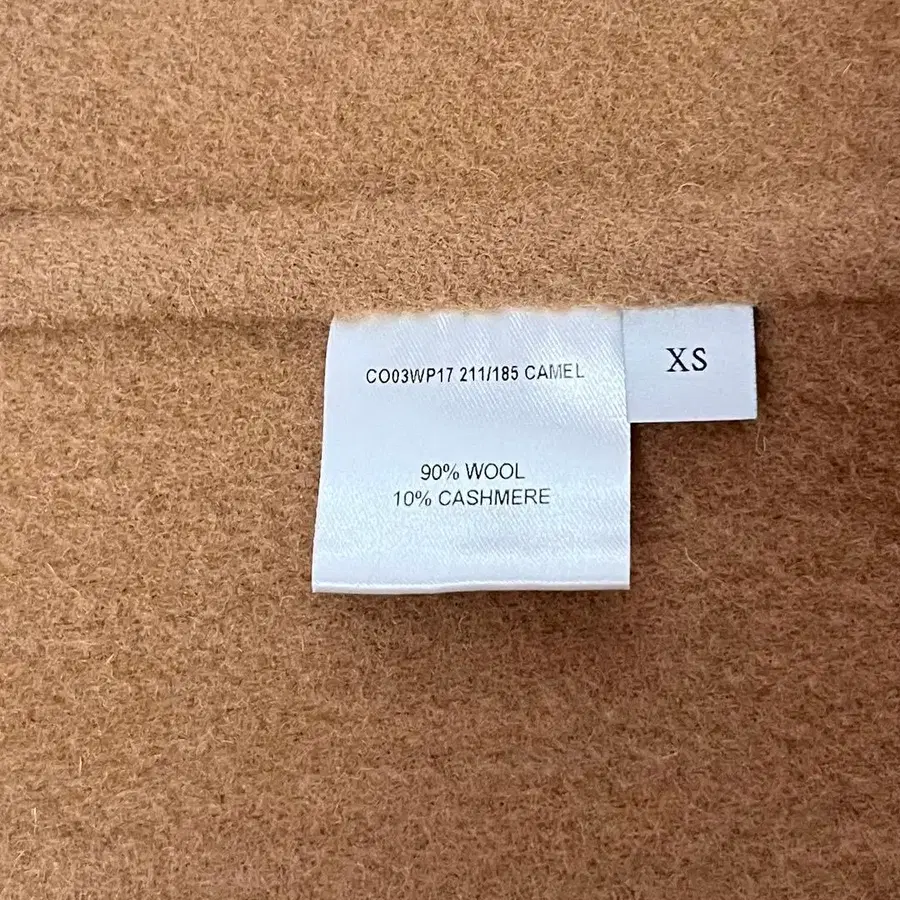 CO03WP17 211/185 CAMEL
XS
90% WOOL
10% CASHMERE